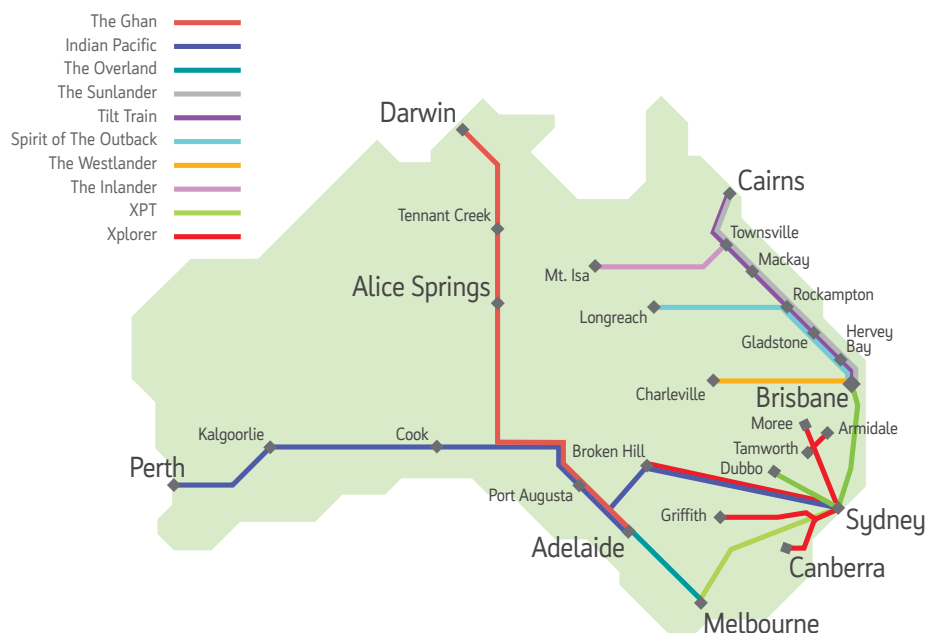 The Ghan
Indian Pacific
The Overland
The Sunlander
Tilt Train
Spirit of The Outback
The Westlander
The Inlander
XPT
Xplorer
Darwin
Cairns
Tennant Creek
Townsville
Mackay
Mt. Isa
Alice Springs
Rockampton
Longreach
Gladstone
Hervey
Bay
Charleville
Brisbane
Moree
Armidale
Kalgoorlie
Cook
Broken Hill
Tamworth
Dubbo
Perth
Port Augusta
Griffith
Sydney
Adelaide
Canberra
Melbourne